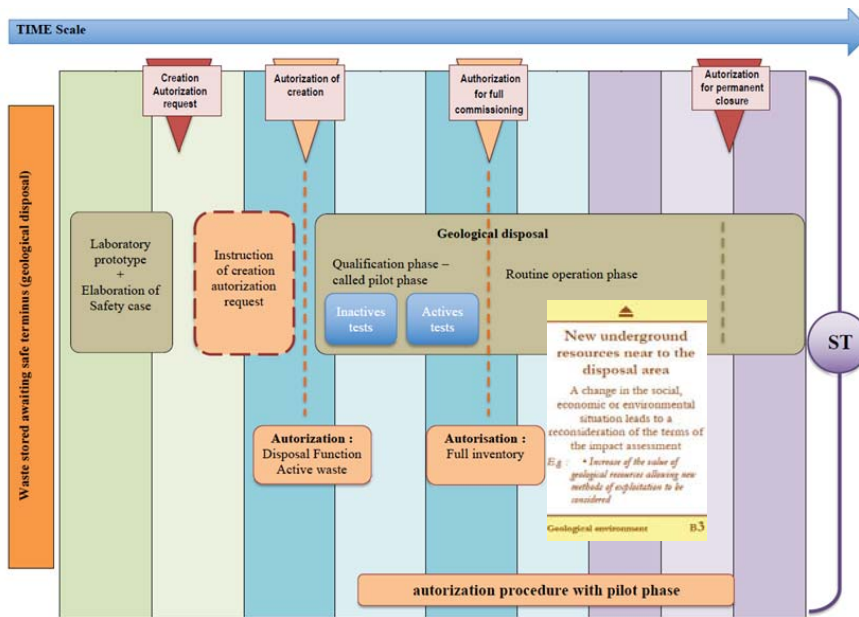 TIME Scale
Creation
Autorization
request
Autorization of
creation
Authorization
for full
commissioning
Autorization
for permanent
closure
Waste stored awaiting safe terminus (geological disposal)
Laboratory
prototype
+
Elaboration of
Safety case
Instruction
of creation
autorization
request
Geological disposal
Qualification phase –
called pilot phase
Routine operation phase
Inactives
tests
Actives
tests
New underground
resources near to the
disposal area
A change in the social,
economic or environmental
situation leads to a
reconsideration of the terms of
the impact assessment
E.g : • Increase of the value of
geological resources allowing new
methods of exploitation to be
considered
Geological environment B3
ST
Autorization :
Disposal Function
Active waste
Autorisation :
Full inventory
autorization procedure with pilot phase